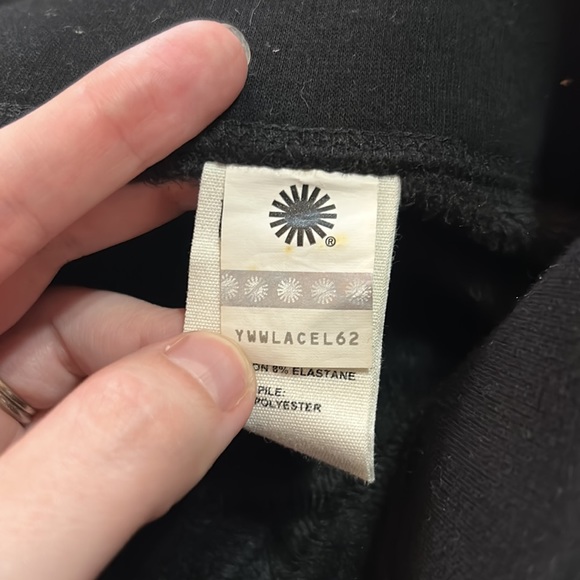 ®
YWWLACEL62
ON 8% ELASTANE
PILE:
POLYESTER